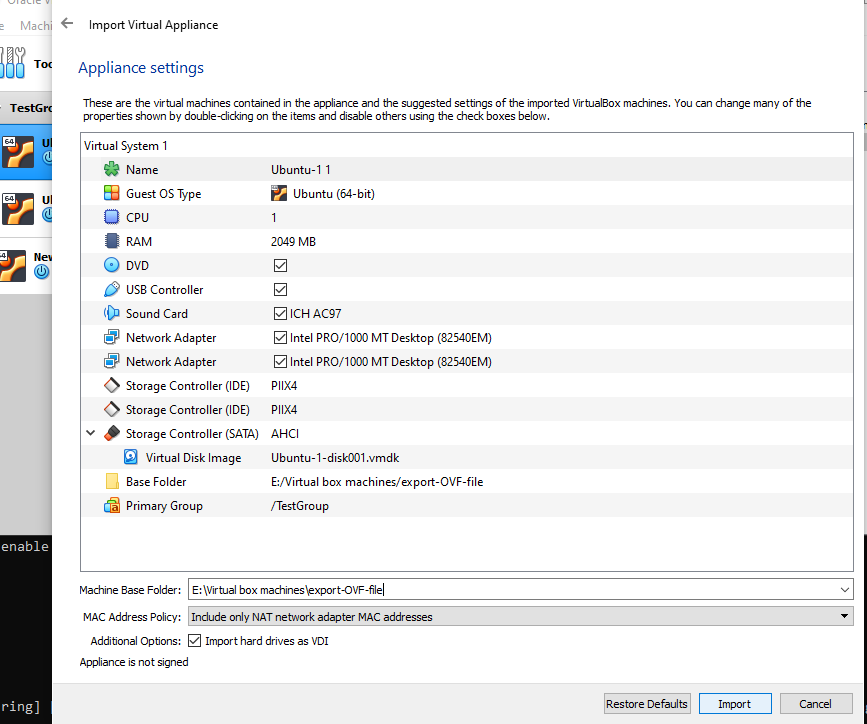 Oracle V
Import Virtual Appliance
Machi
Appliance settings
Too
These are the virtual machines contained in the appliance and the suggested settings of the imported VirtualBox machines. You can change many of the
properties shown by double-clicking on the items and disable others using the check boxes below.
TestGro
Virtual System 1
64
Ul
Name Ubuntu-1 1
Guest OS Type Ubuntu (64-bit)
64
Ul
CPU 1
RAM 2049 MB
New
DVD
USB Controller
Sound Card ICH AC97
Network Adapter Intel PRO/1000 MT Desktop (82540EM)
Network Adapter Intel PRO/1000 MT Desktop (82540EM)
Storage Controller (IDE) PIIX4
Storage Controller (IDE) PIIX4
Storage Controller (SATA) AHCI
Virtual Disk Image Ubuntu-1-disk001.vmdk
Base Folder E:/Virtual box machines/export-OVF-file
Primary Group /TestGroup
enable
Machine Base Folder: E:\Virtual box machines\export-OVF-file
MAC Address Policy: Include only NAT network adapter MAC addresses
Additional Options: Import hard drives as VDI
Appliance is not signed
ring]
Restore Defaults Import Cancel